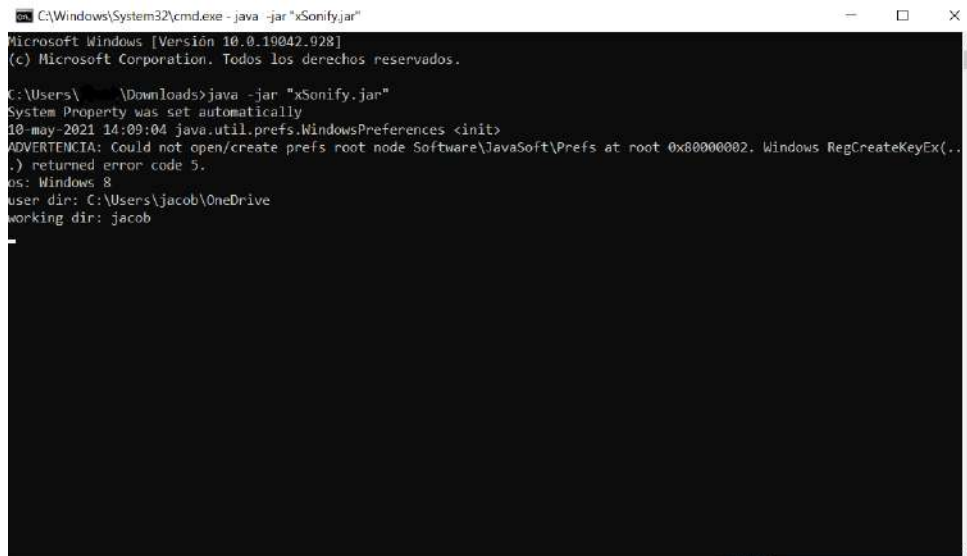 C:\Windows\System32\cmd.exe - java -jar "xSonify.jar"
Microsoft Windows [Versión 10.0.19042.928]
(c) Microsoft Corporation. Todos los derechos reservados.
C:\Users\ \Downloads>java -jar "xSonify.jar"
System Property was set automatically
10-may-2021 14:09:04 java.util.prefs.WindowsPreferences <init>
ADVERTENCIA: Could not open/create prefs root node Software\JavaSoft\Prefs at root 0x80000002. Windows RegCreateKeyEx(..
.) returned error code 5.
os: Windows 8
user dir: C:\Users\jacob\OneDrive
working dir: jacob